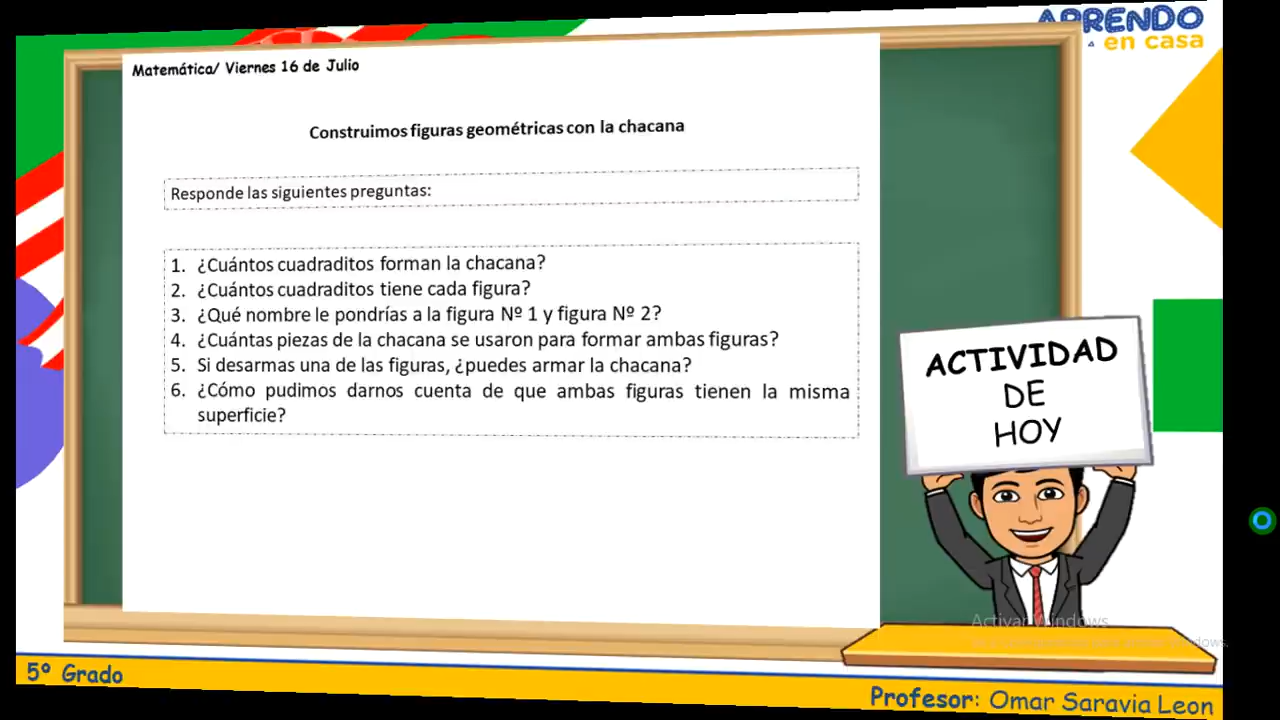 APRENDO
en casa
Matemática/ Viernes 16 de Julio
Construimos figuras geométricas con la chacana
Responde las siguientes preguntas:
1. ¿Cuántos cuadraditos forman la chacana?
2. ¿Cuántos cuadraditos tiene cada figura?
3. ¿Qué nombre le pondrías a la figura Nº 1 y figura Nº 2?
4. ¿Cuántas piezas de la chacana se usaron para formar ambas figuras?
5. Si desarmas una de las figuras, ¿puedes armar la chacana?
6. ¿Cómo pudimos darnos cuenta de que ambas figuras tienen la misma
superficie?
ACTIVIDAD
DE
HOY
Activar Windows
5º Grado
Profesor: Omar Saravia Leon